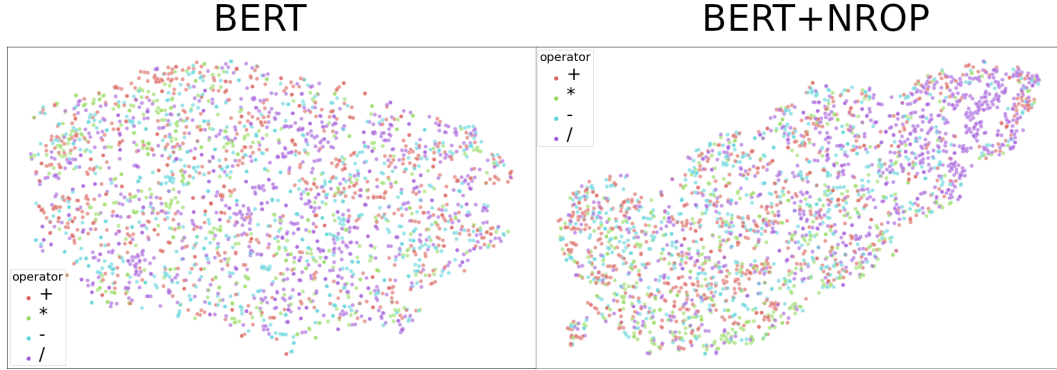 BERT
BERT+NROP
operator
+
*
-
/
operator
+
*
-
/